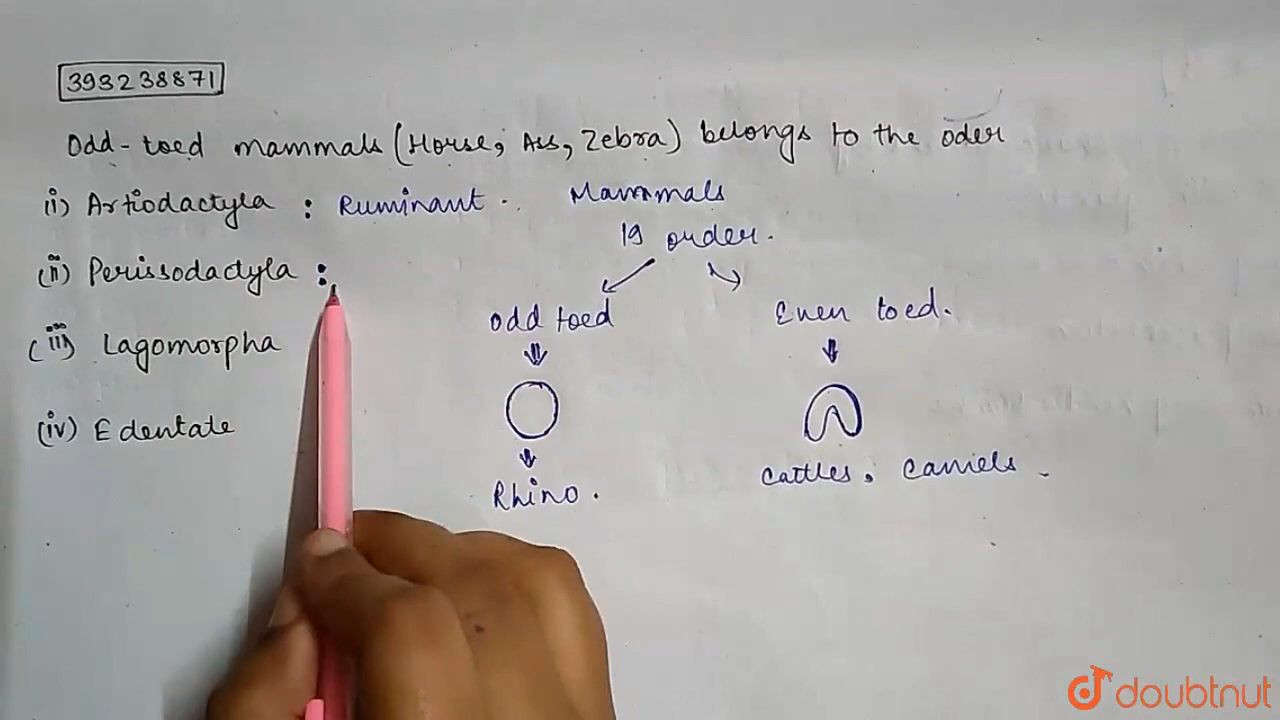 393238871
Odd-toed mammals (Horse, Ass, Zebra) belongs to the oder
(i) Artiodactyla : Ruminant.
(ii) Perissodactyla :
(iii) Lagomorpha
(iv) Edentate
Mammals
19 order.
Odd toed
Even toed.
Rhino.
Cattles, Camels.
doubtnut